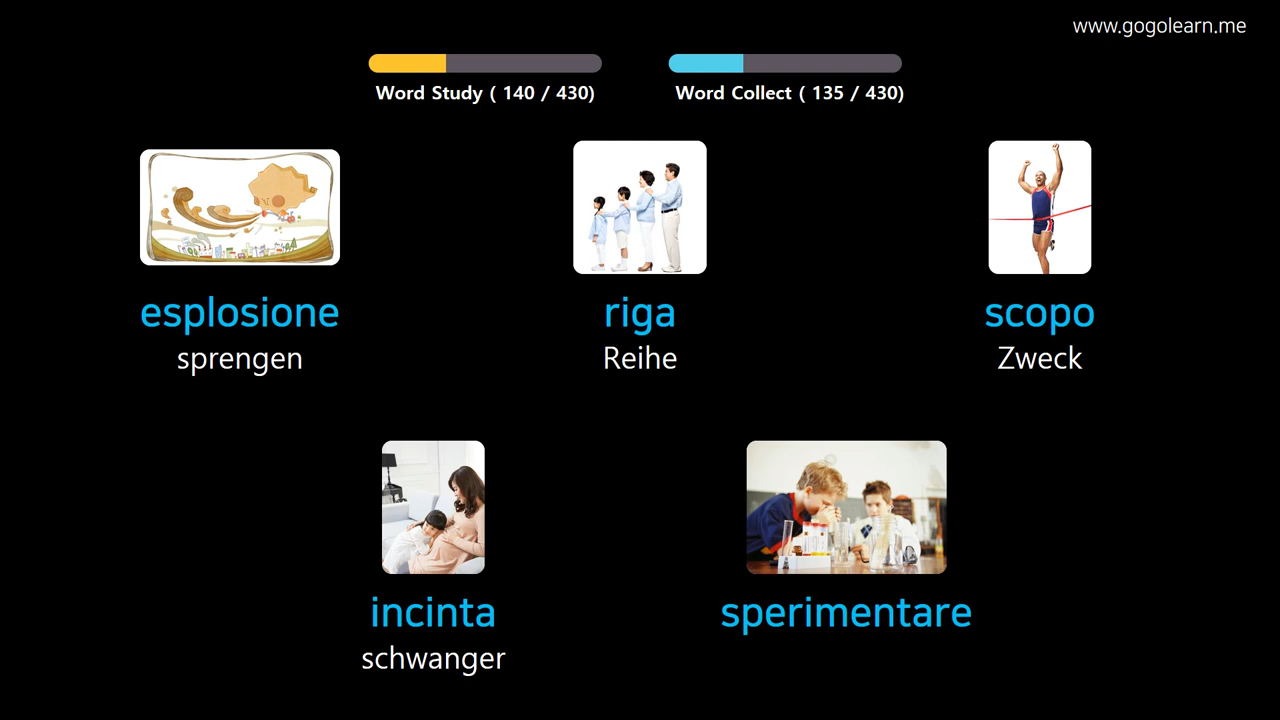 www.gogolearn.me
Word Study ( 140 / 430)
Word Collect ( 135 / 430)
esplosione
sprengen
riga
Reihe
scopo
Zweck
incinta
schwanger
sperimentare